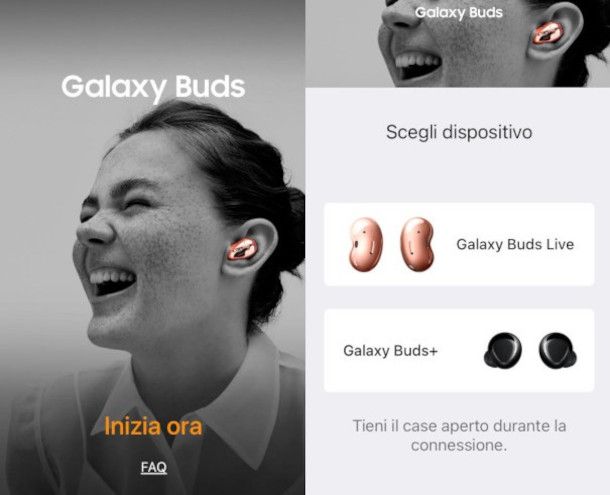 Galaxy Buds
Inizia ora
FAQ
Galaxy Buds
Scegli dispositivo
Galaxy Buds Live
Galaxy Buds+
Tieni il case aperto durante la
connessione.